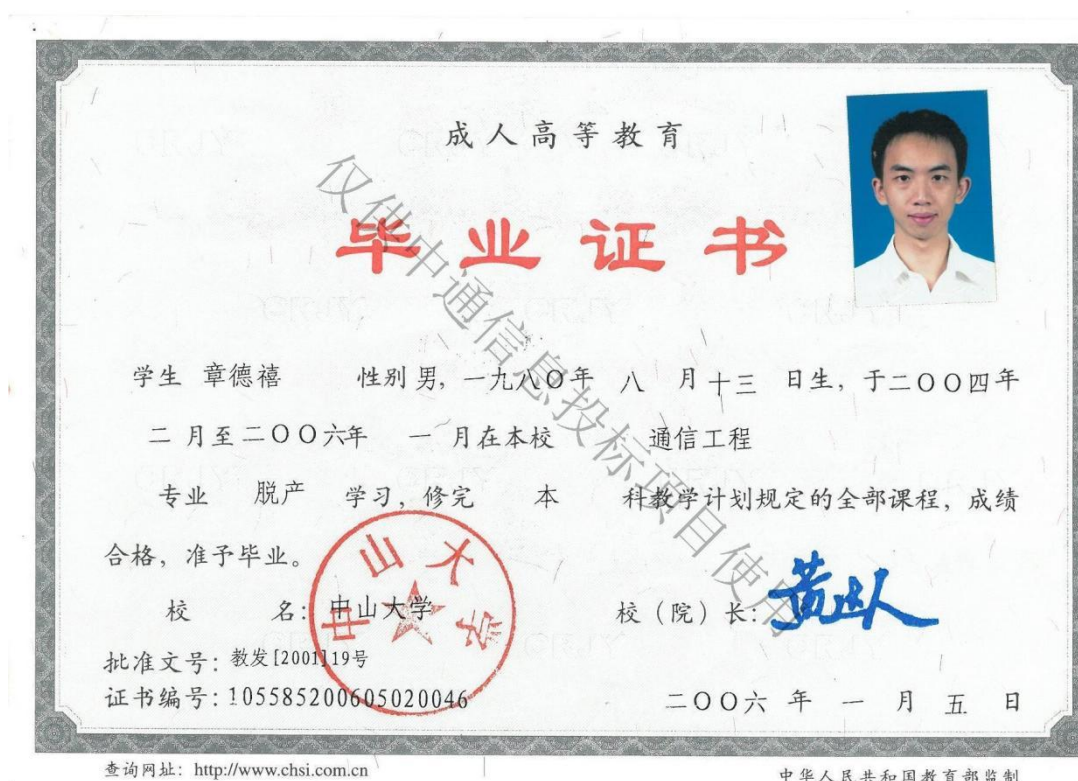 成人高等教育
毕业证书
仅供中通信息投标项目使用
学生 章德禧 性别 男, 一九八〇年 八 月 十三 日生, 于二〇〇四年
二 月至二〇〇六年 一 月在本校 通信工程
专业 脱产 学习, 修完 本 科教学计划规定的全部课程, 成绩
合格, 准予毕业。
校 名: 中山大学 校（院）长: 黄达人
中山大学
批准文号: 教发[2001]19号
证书编号: 105585200605020046 二〇〇六 年 一 月 五 日
查询网址: http://www.chsi.com.cn 中华人民共和国教育部监制